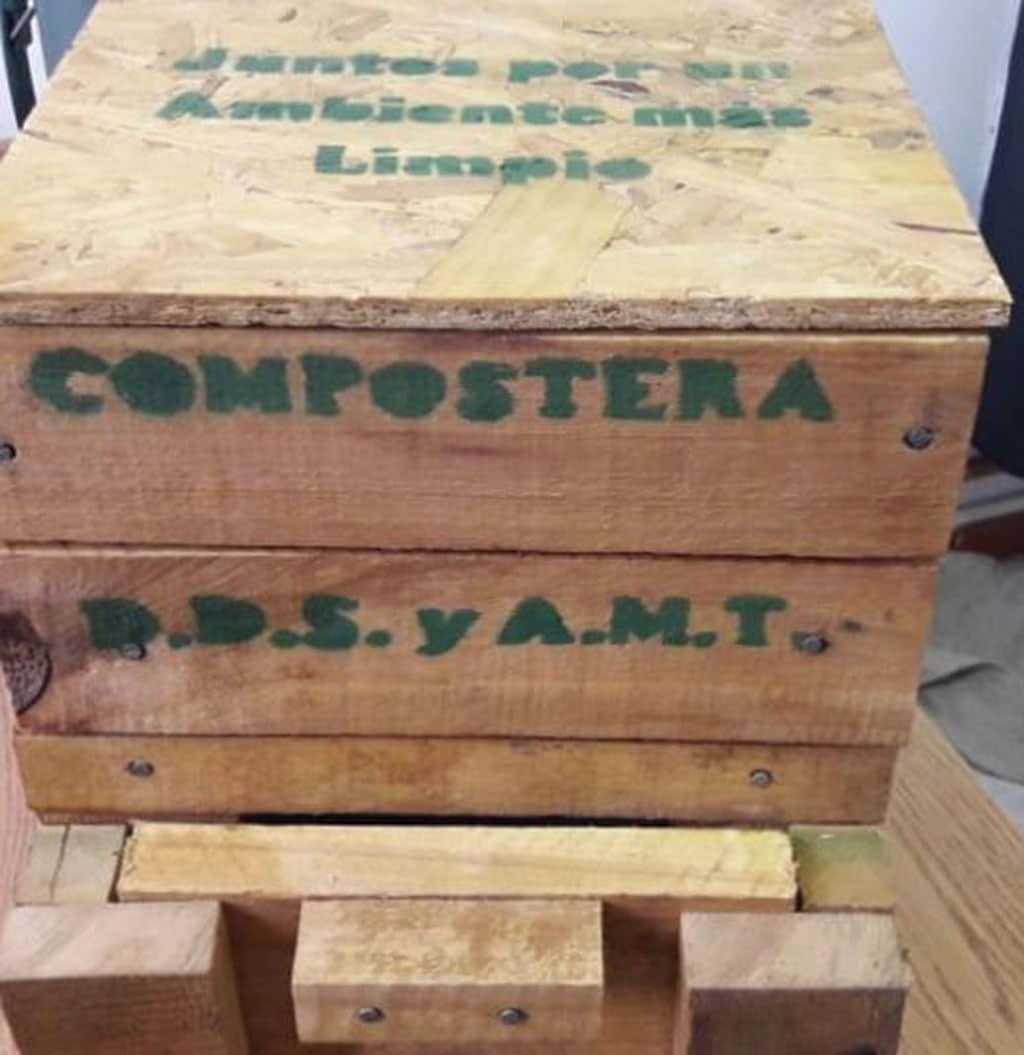 Juntos por un
Ambiente más
Limpio
COMPOSTERA
D.D.S. y A.M.T.